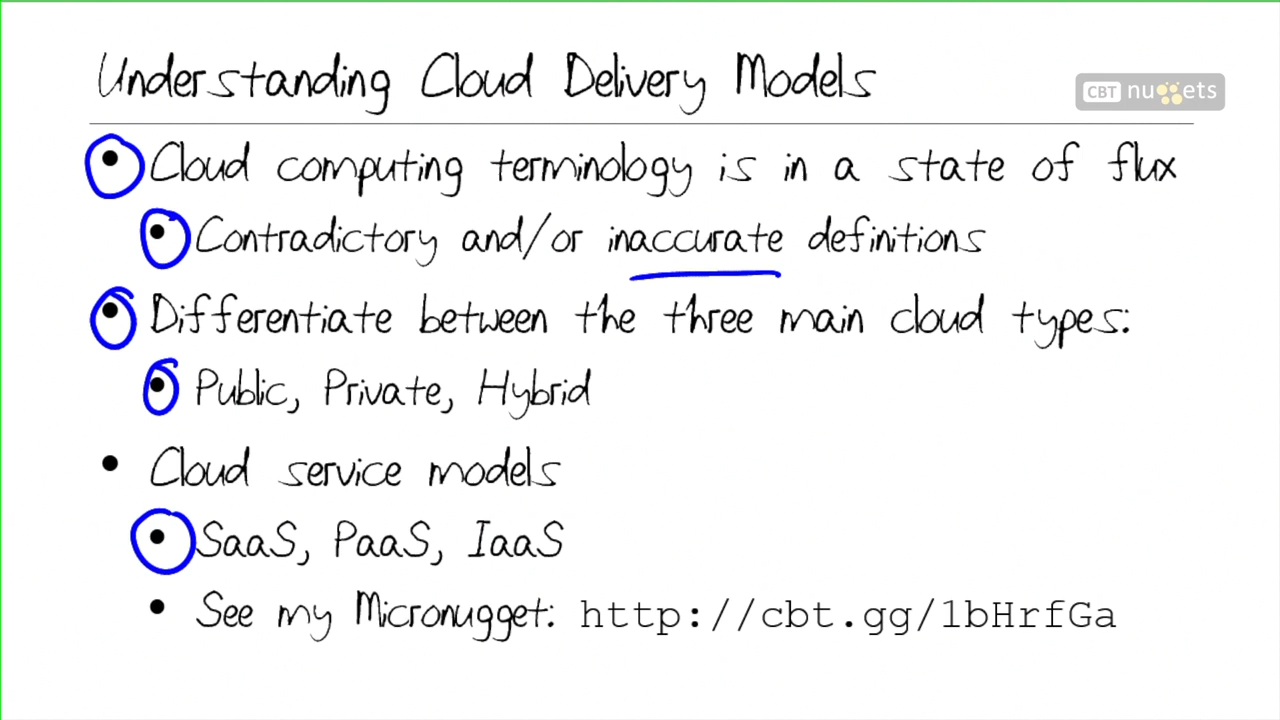 Understanding Cloud Delivery Models
CBT nuggets
• Cloud computing terminology is in a state of flux
• Contradictory and/or inaccurate definitions
• Differentiate between the three main cloud types:
• Public, Private, Hybrid
• Cloud service models
• SaaS, PaaS, IaaS
• See my Micronugget: http://cbt.gg/1bHrfGa